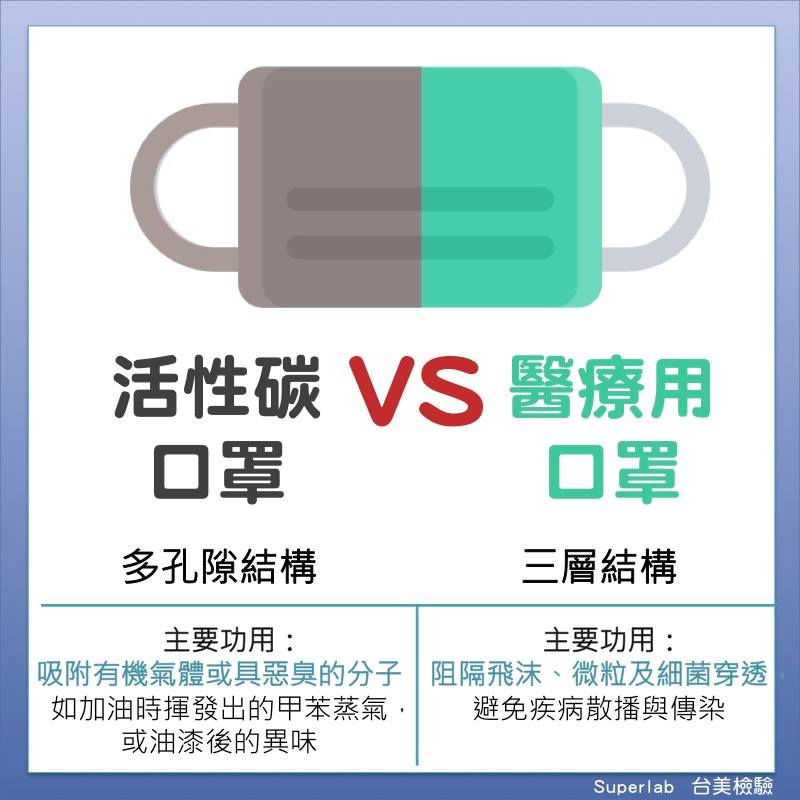 活性碳 VS 醫療用
口罩 口罩
多孔隙結構 三層結構
主要功用：
吸附有機氣體或具惡臭的分子
如加油時揮發出的甲苯蒸氣，
或油漆後的異味
主要功用：
阻隔飛沫、微粒及細菌穿透，
避免疾病散播與傳染
Superlab 台美檢驗